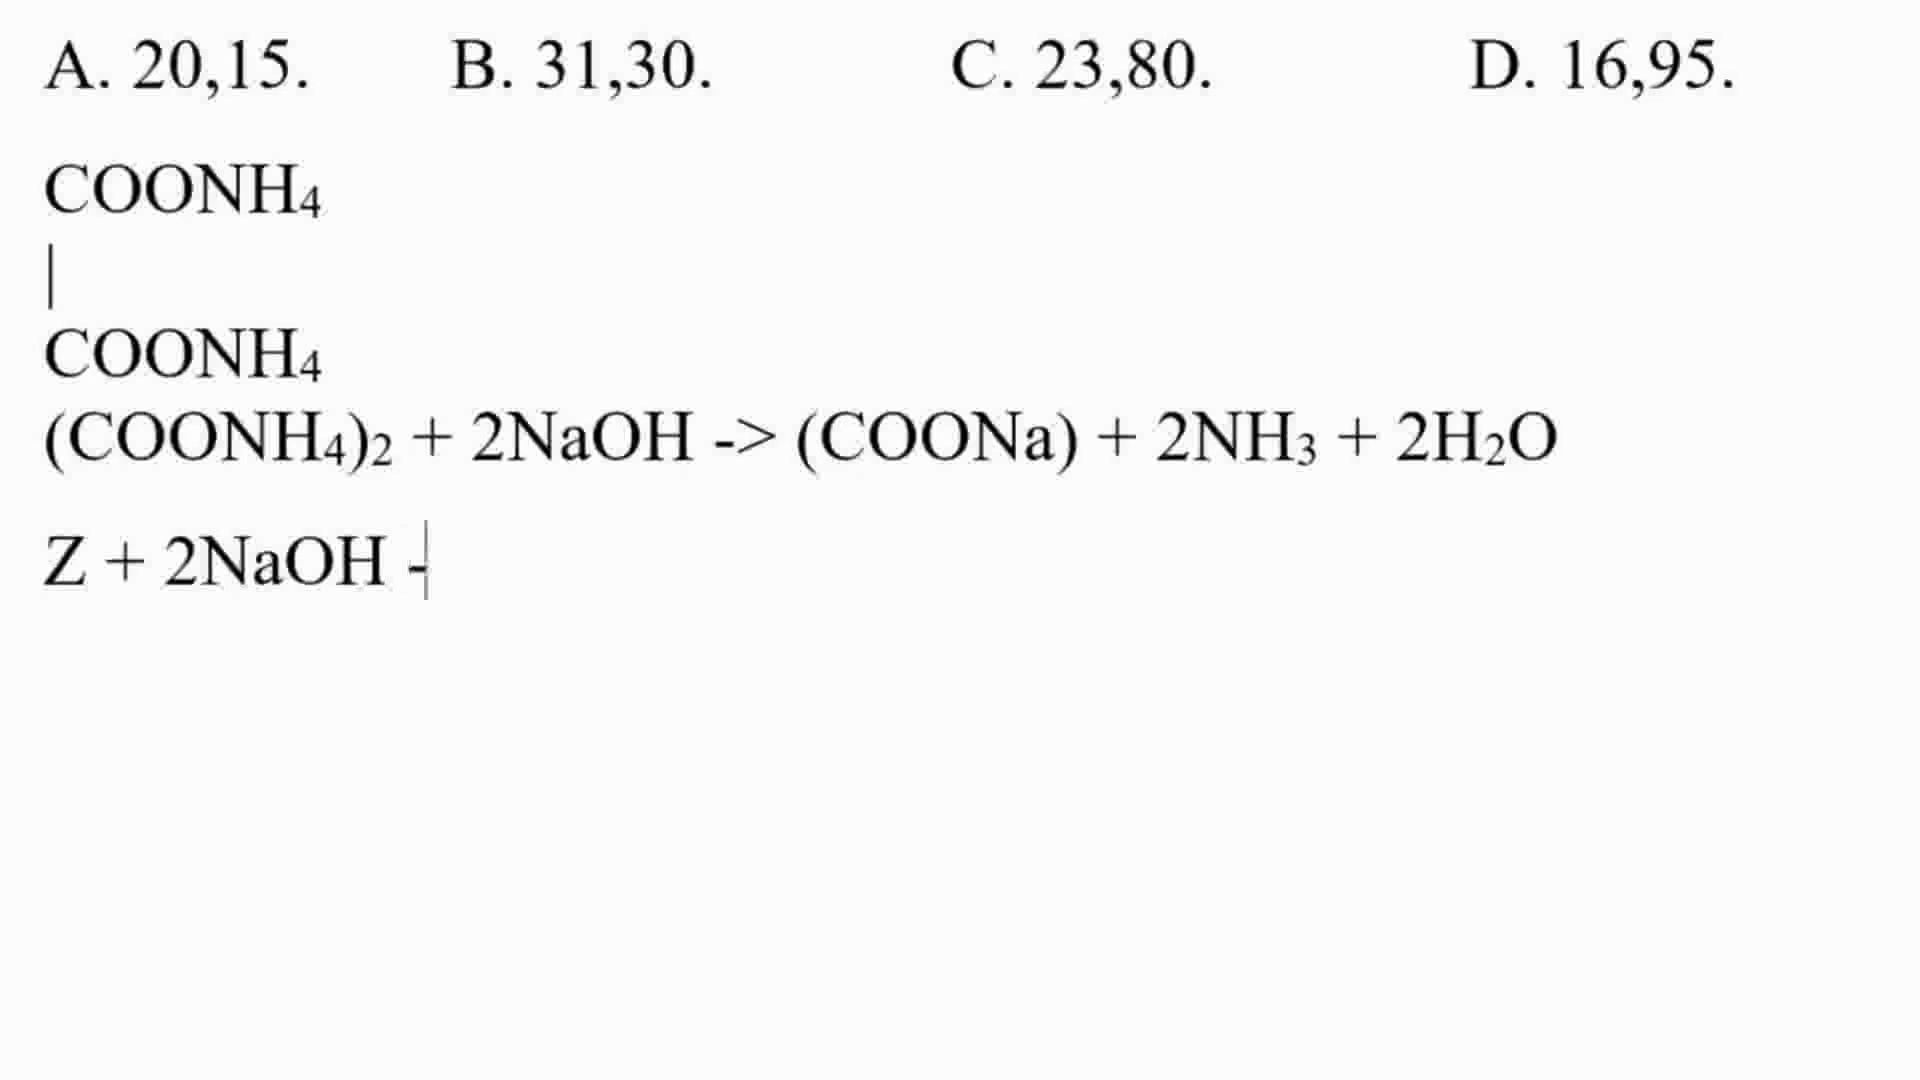 A. 20,15. B. 31,30. C. 23,80. D. 16,95.
COONH₄
|
COONH₄
(COONH₄)₂ + 2NaOH -> (COONa) + 2NH₃ + 2H₂O
Z + 2NaOH -